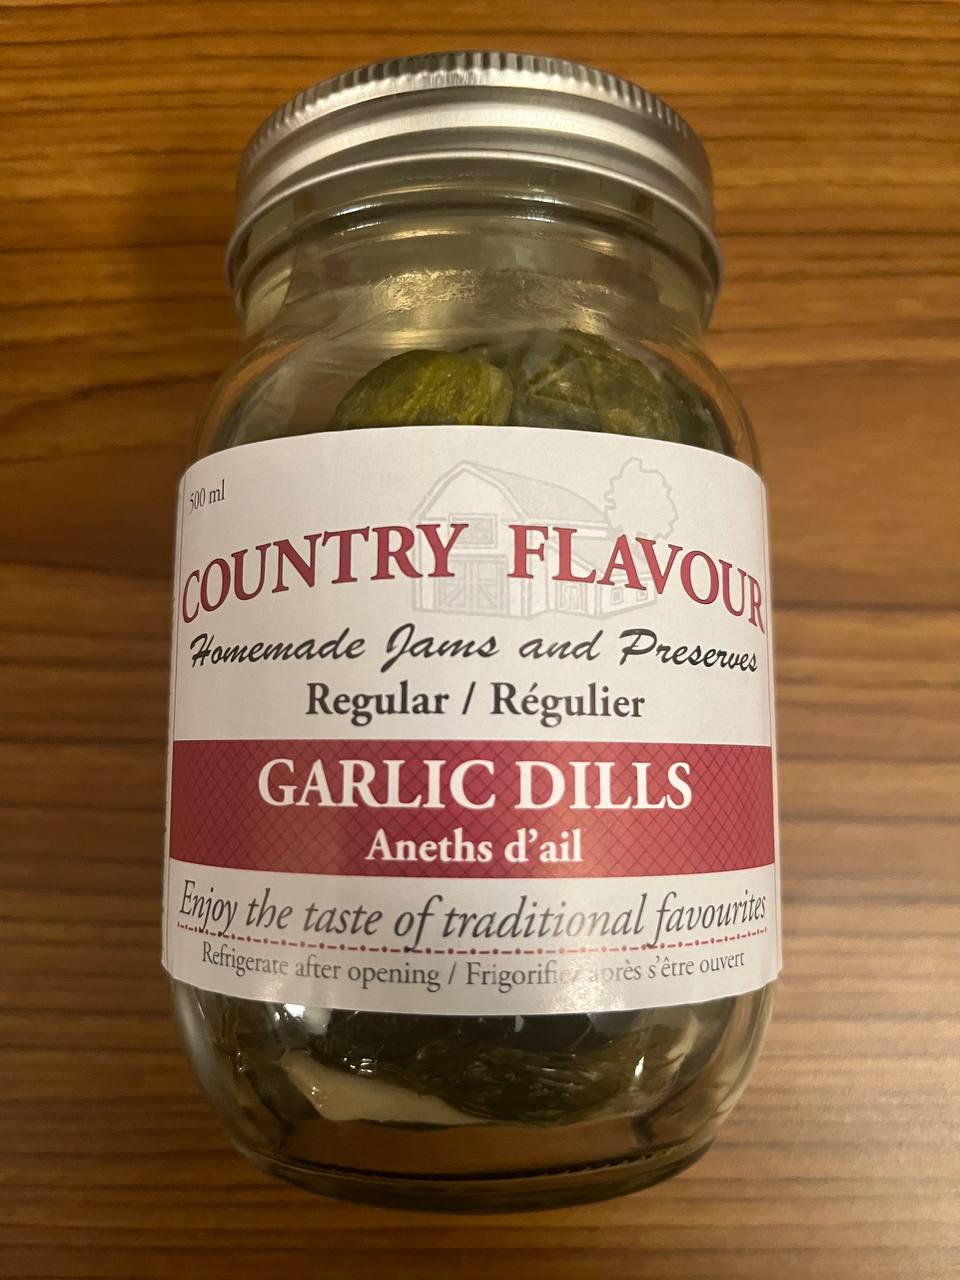 500 ml
COUNTRY FLAVOUR
Homemade Jams and Preserves
Regular / Régulier
GARLIC DILLS
Aneths d'ail
Enjoy the taste of traditional favourites
Refrigerate after opening / Frigorifiez après s'être ouvert